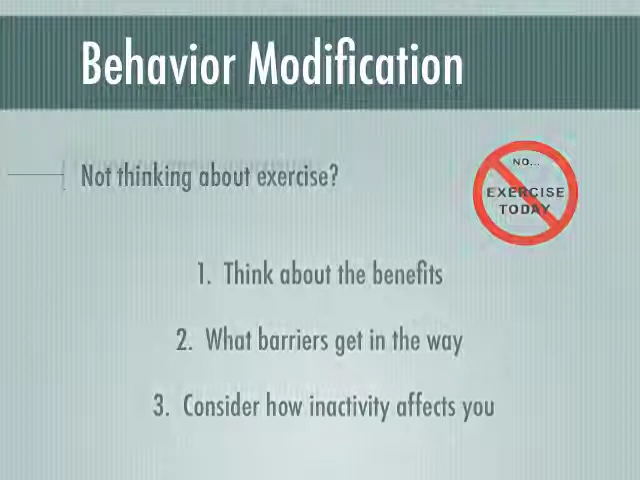 Behavior Modification
Not thinking about exercise?
NO...
EXERCISE
TODAY
1. Think about the benefits
2. What barriers get in the way
3. Consider how inactivity affects you